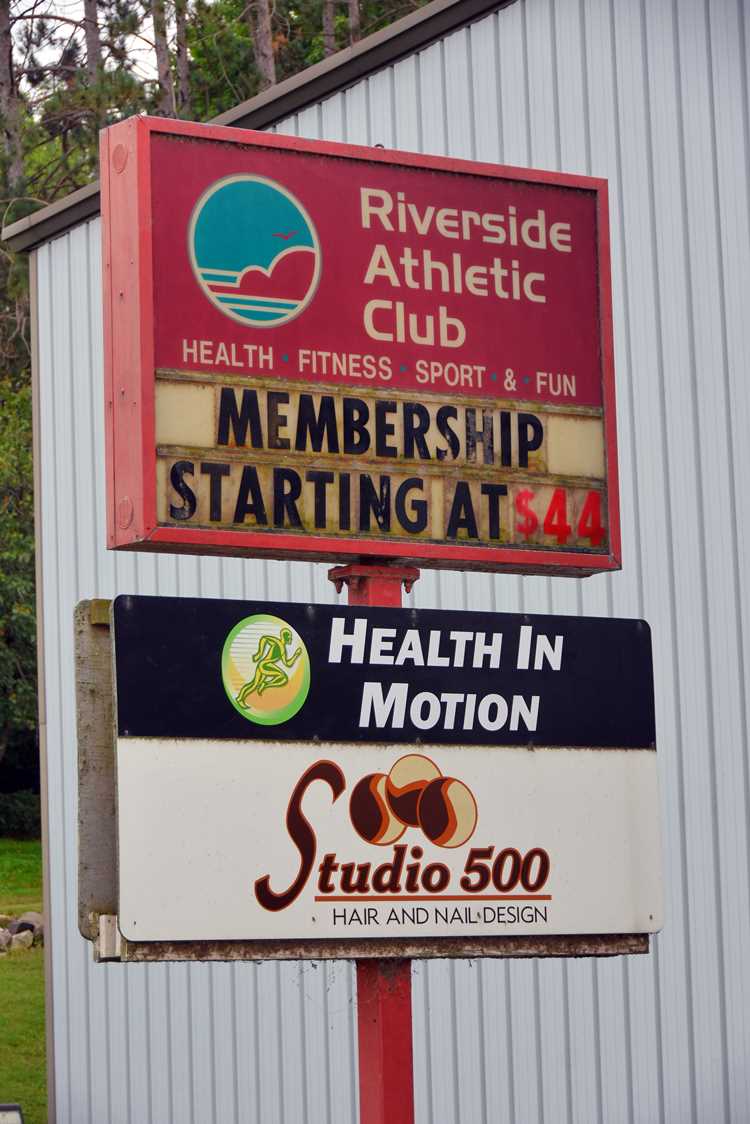 Riverside
Athletic
Club
HEALTH · FITNESS · SPORT · & · FUN
MEMBERSHIP
STARTING AT $44
HEALTH IN
MOTION
Studio 500
HAIR AND NAIL DESIGN